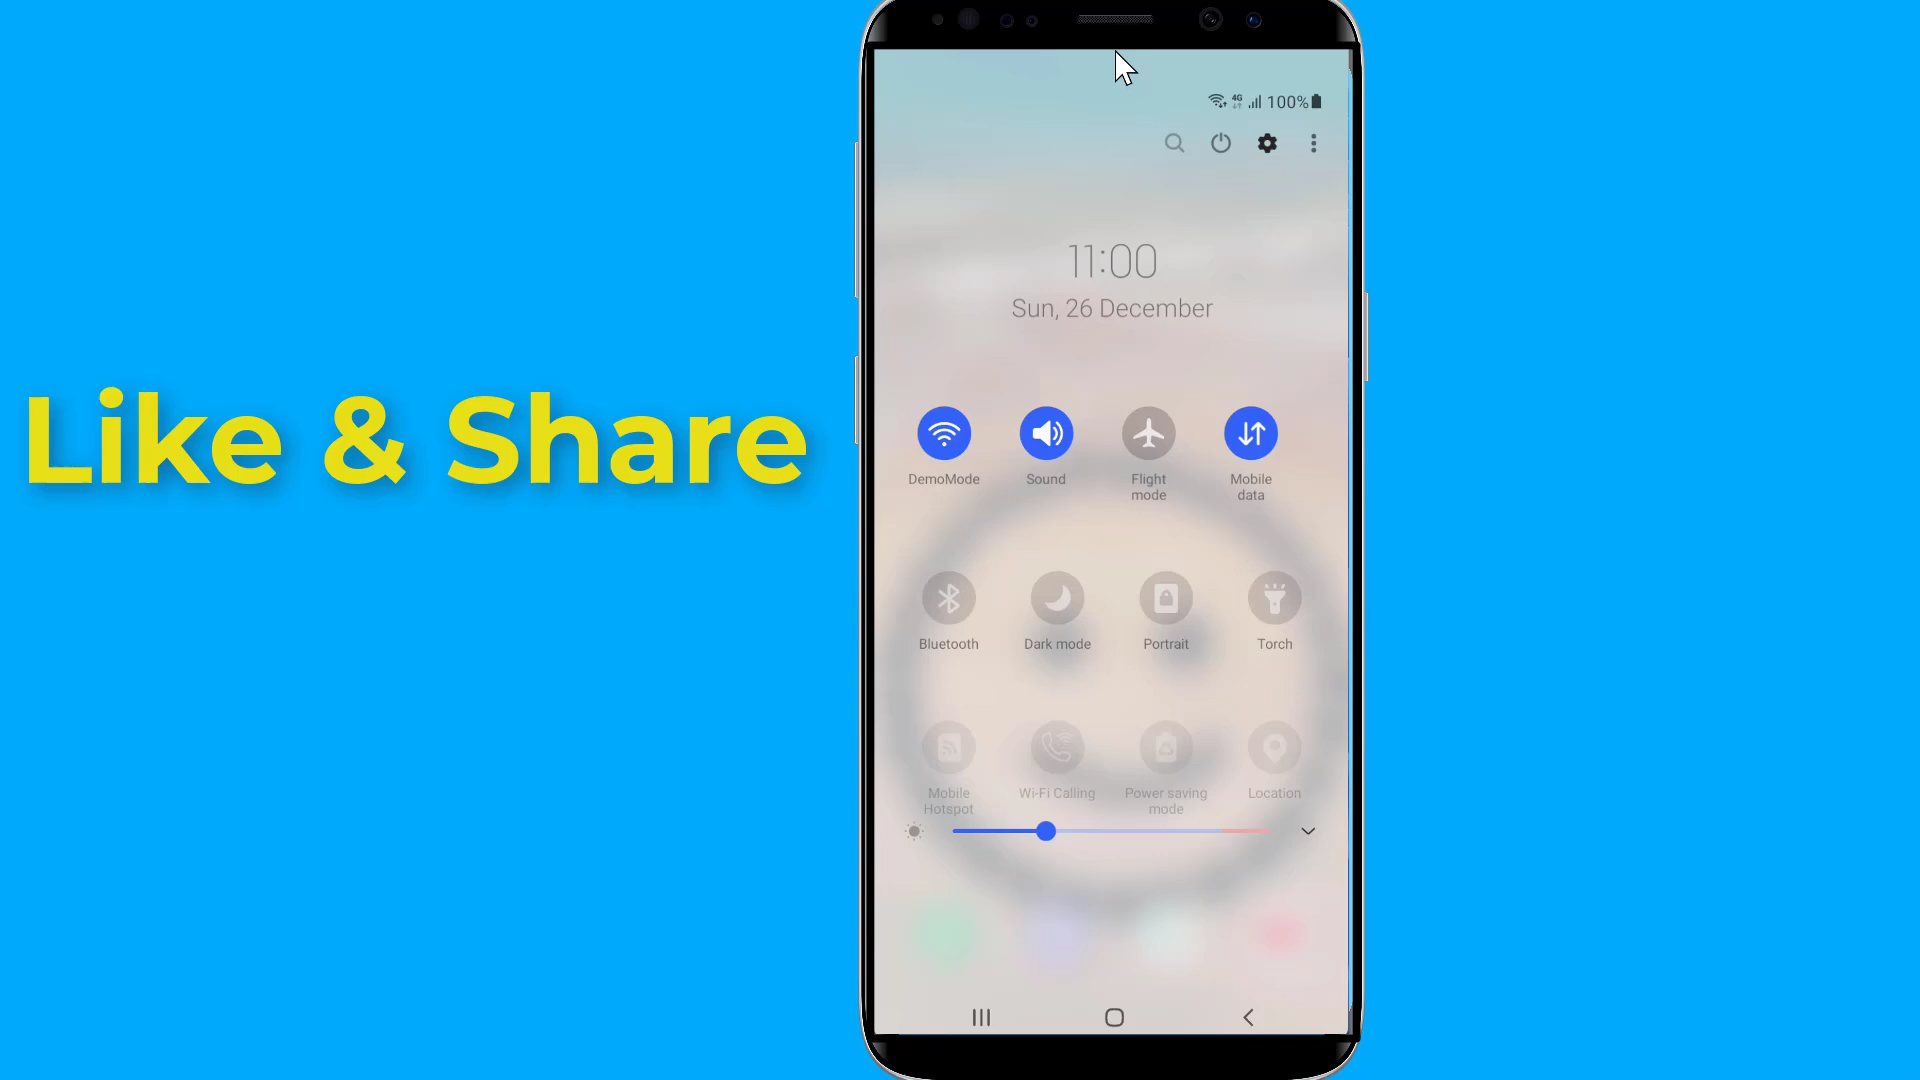 4G 100%
11:00
Sun, 26 December
Like & Share
DemoMode
Sound
Flight
mode
Mobile
data
Bluetooth
Dark mode
Portrait
Torch
Mobile
Hotspot
Wi-Fi Calling
Power saving
mode
Location